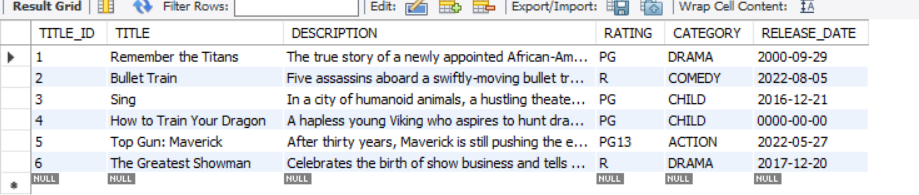 Result Grid Filter Rows: Edit: Export/Import: Wrap Cell Content: IA
TITLE_ID TITLE DESCRIPTION RATING CATEGORY RELEASE_DATE
1 Remember the Titans The true story of a newly appointed African-Am... PG DRAMA 2000-09-29
2 Bullet Train Five assassins aboard a swiftly-moving bullet tr... R COMEDY 2022-08-05
3 Sing In a city of humanoid animals, a hustling theate... PG CHILD 2016-12-21
4 How to Train Your Dragon A hapless young Viking who aspires to hunt dra... PG CHILD 0000-00-00
5 Top Gun: Maverick After thirty years, Maverick is still pushing the e... PG13 ACTION 2022-05-27
6 The Greatest Showman Celebrates the birth of show business and tells ... R DRAMA 2017-12-20
NULL NULL NULL NULL NULL NULL